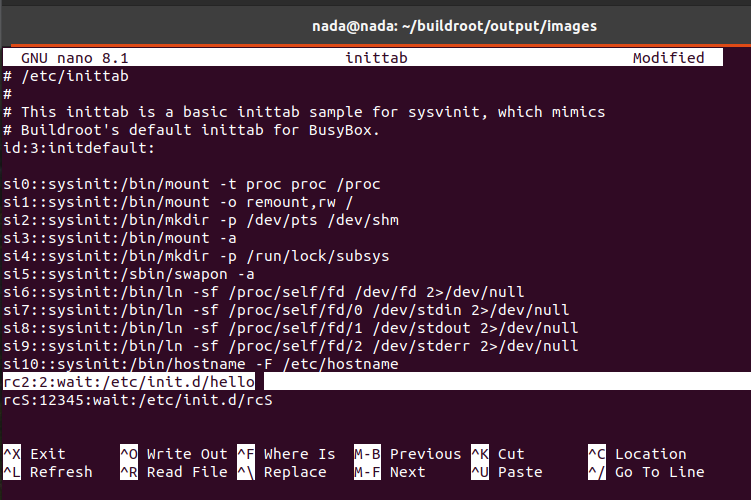 nada@nada: ~/buildroot/output/images
GNU nano 8.1 inittab Modified
# /etc/inittab
#
# This inittab is a basic inittab sample for sysvinit, which mimics
# Buildroot's default inittab for BusyBox.
id:3:initdefault:
si0::sysinit:/bin/mount -t proc proc /proc
si1::sysinit:/bin/mount -o remount,rw /
si2::sysinit:/bin/mkdir -p /dev/pts /dev/shm
si3::sysinit:/bin/mount -a
si4::sysinit:/bin/mkdir -p /run/lock/subsys
si5::sysinit:/sbin/swapon -a
si6::sysinit:/bin/ln -sf /proc/self/fd /dev/fd 2>/dev/null
si7::sysinit:/bin/ln -sf /proc/self/fd/0 /dev/stdin 2>/dev/null
si8::sysinit:/bin/ln -sf /proc/self/fd/1 /dev/stdout 2>/dev/null
si9::sysinit:/bin/ln -sf /proc/self/fd/2 /dev/stderr 2>/dev/null
si10::sysinit:/bin/hostname -F /etc/hostname
rc2:2:wait:/etc/init.d/hello
rcS:12345:wait:/etc/init.d/rcS
^X Exit ^O Write Out ^F Where Is M-B Previous ^K Cut ^C Location
^L Refresh ^R Read File ^\ Replace M-F Next ^U Paste ^/ Go To Line